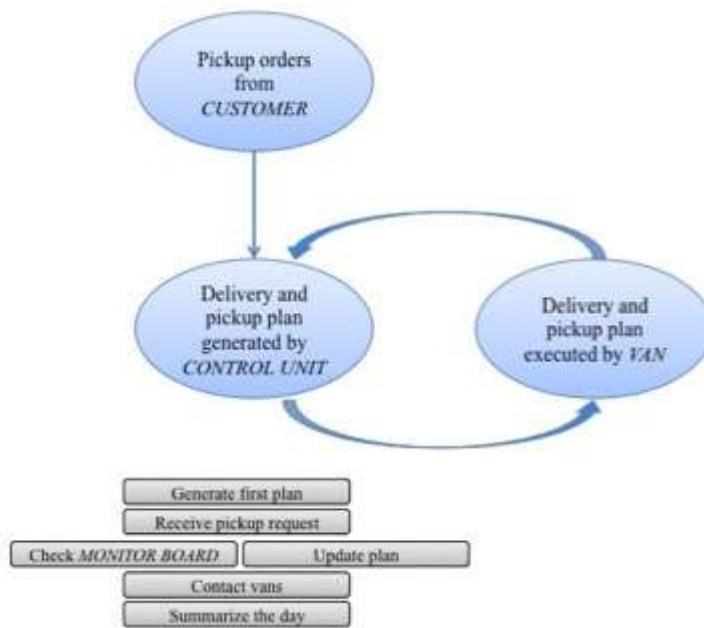 Pickup orders
from
CUSTOMER
Delivery and
pickup plan
generated by
CONTROL UNIT
Delivery and
pickup plan
executed by VAN
Generate first plan
Receive pickup request
Check MONITOR BOARD
Update plan
Contact vans
Summarize the day